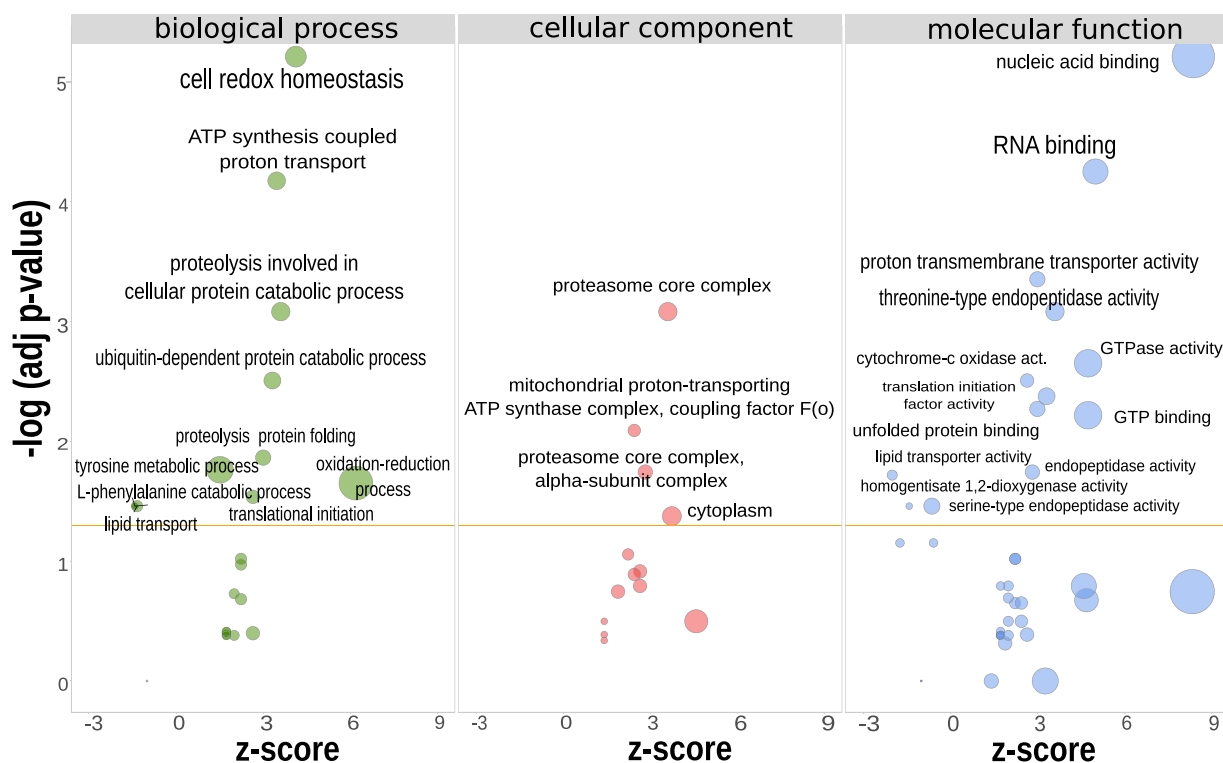 biological process
cellular component
molecular function
-log (adj p-value)
5
4
3
2
1
0
cell redox homeostasis
ATP synthesis coupled
proton transport
proteolysis involved in
cellular protein catabolic process
ubiquitin-dependent protein catabolic process
proteolysis
protein folding
tyrosine metabolic process
oxidation-reduction
process
L-phenylalanine catabolic process
lipid transport
translational initiation
proteasome core complex
mitochondrial proton-transporting
ATP synthase complex, coupling factor F(o)
proteasome core complex,
alpha-subunit complex
cytoplasm
nucleic acid binding
RNA binding
proton transmembrane transporter activity
threonine-type endopeptidase activity
GTPase activity
cytochrome-c oxidase act.
translation initiation
factor activity
GTP binding
unfolded protein binding
lipid transporter activity
endopeptidase activity
homogentisate 1,2-dioxygenase activity
serine-type endopeptidase activity
-3 0 3 6 9
-3 0 3 6 9
-3 0 3 6 9
z-score
z-score
z-score